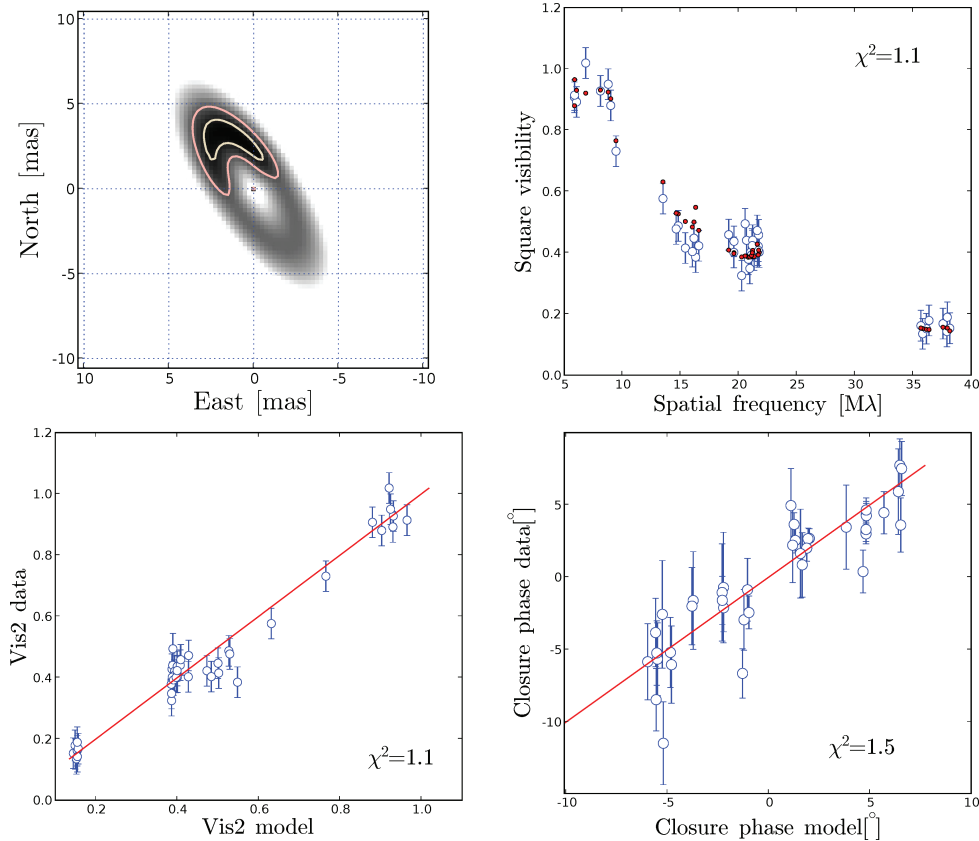 10
5
0
-5
-10
North [mas]
10 5 0 -5 -10
East [mas]
1.2
1.0
0.8
0.6
0.4
0.2
0.0
Square visibility
χ²=1.1
5 10 15 20 25 30 35 40
Spatial frequency [Mλ]
1.2
1.0
0.8
0.6
0.4
0.2
0.0
Vis2 data
χ²=1.1
0.2 0.4 0.6 0.8 1.0
Vis2 model
5
0
-5
-10
Closure phase data[°]
χ²=1.5
-10 -5 0 5 10
Closure phase model[°]